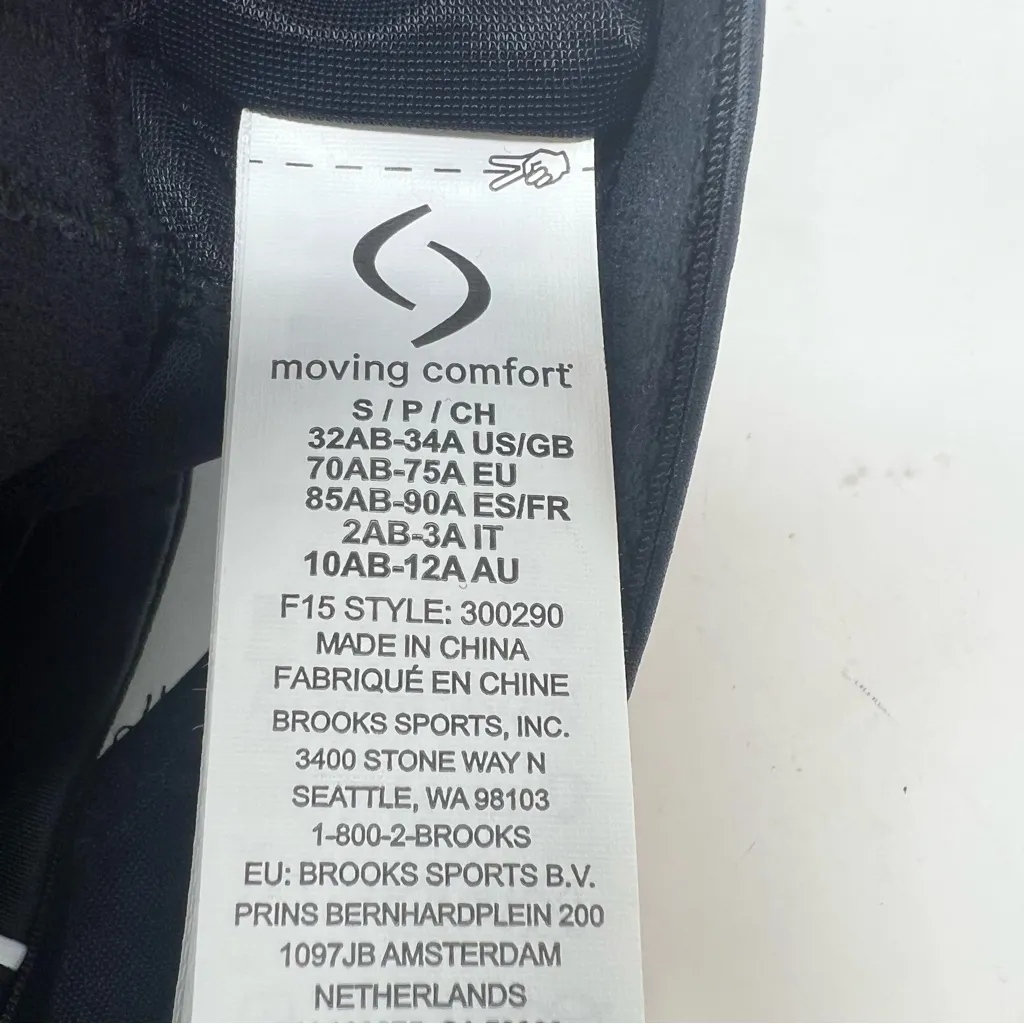 moving comfort
S / P / CH
32AB-34A US/GB
70AB-75A EU
85AB-90A ES/FR
2AB-3A IT
10AB-12A AU
F15 STYLE: 300290
MADE IN CHINA
FABRIQUÉ EN CHINE
BROOKS SPORTS, INC.
3400 STONE WAY N
SEATTLE, WA 98103
1-800-2-BROOKS
EU: BROOKS SPORTS B.V.
PRINS BERNHARDPLEIN 200
1097JB AMSTERDAM
NETHERLANDS